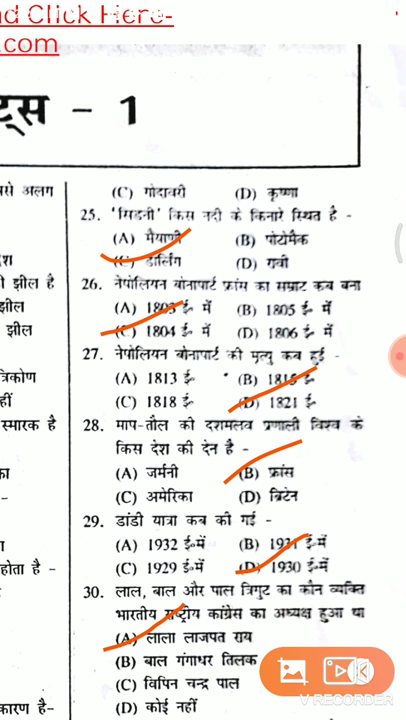 d Click Here-
.com
ट्स - 1
से अलग
श
झील है
झील
झील
त्रिकोण
हीं
स्मारक है
का
-
होता है -
कारण है-
(C) गोदावरी (D) कृष्णा
25. 'सिडनी' किस नदी के किनारे स्थित है -
(A) मैयाणी (B) पोटोमैक
(C) डार्लिंग (D) रावी
26. नेपोलियन बोनापार्ट फ्रांस का सम्राट कब बना
(A) 1803 ई॰ में (B) 1805 ई॰ में
(C) 1804 ई॰ में (D) 1806 ई॰ में
27. नेपोलियन बोनापार्ट की मृत्यु कब हुई -
(A) 1813 ई॰ (B) 1815 ई॰
(C) 1818 ई॰ (D) 1821 ई॰
28. माप-तौल की दशमलव प्रणाली विश्व के
किस देश की देन है -
(A) जर्मनी (B) फ्रांस
(C) अमेरिका (D) ब्रिटेन
29. डांडी यात्रा कब की गई -
(A) 1932 ई॰में (B) 1931 ई॰में
(C) 1929 ई॰में (D) 1930 ई॰में
30. लाल, बाल और पाल त्रिगुट का कौन व्यक्ति
भारतीय राष्ट्रीय कांग्रेस का अध्यक्ष हुआ था
(A) लाला लाजपत राय
(B) बाल गंगाधर तिलक
(C) विपिन चन्द्र पाल
(D) कोई नहीं
V RECORDER